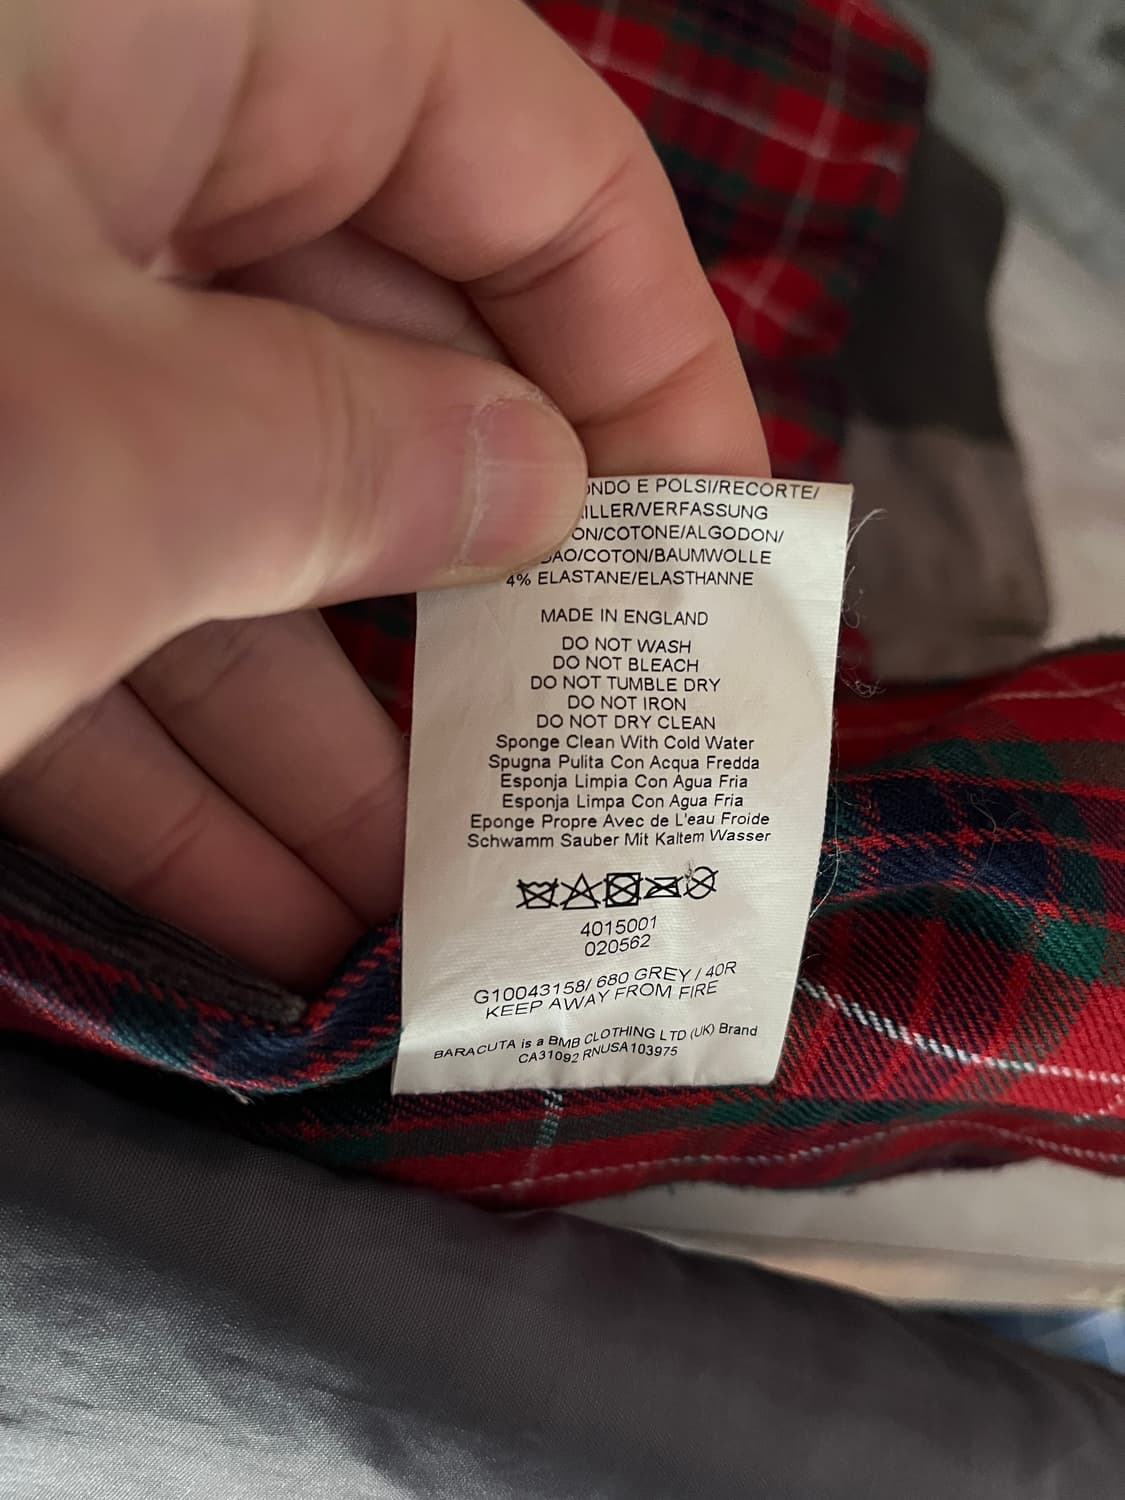 E POLSI/RECORTE/
VERFASSUNG
/COTONE/ALGODON/
/COTON/BAUMWOLLE
4% ELASTANE/ELASTHANNE
MADE IN ENGLAND
DO NOT WASH
DO NOT BLEACH
DO NOT TUMBLE DRY
DO NOT IRON
DO NOT DRY CLEAN
Sponge Clean With Cold Water
Spugna Pulita Con Acqua Fredda
Esponja Limpia Con Agua Fria
Esponja Limpa Con Agua Fria
Eponge Propre Avec de L'eau Froide
Schwamm Sauber Mit Kaltem Wasser
4015001
020562
G10043158/ 680 GREY / 40R
KEEP AWAY FROM FIRE
BARACUTA is a BMB CLOTHING LTD (UK) Brand
CA31092 RNUSA103975